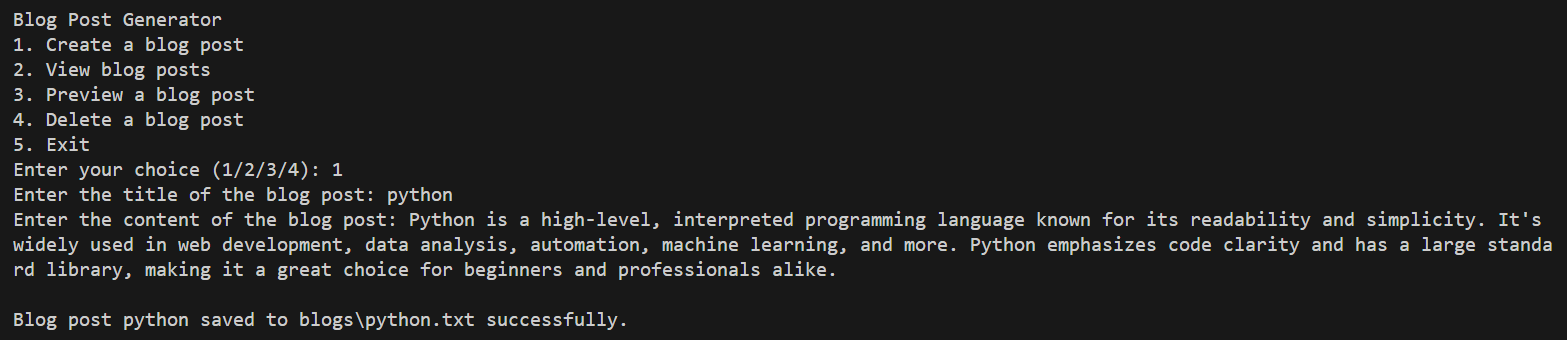 Blog Post Generator
1. Create a blog post
2. View blog posts
3. Preview a blog post
4. Delete a blog post
5. Exit
Enter your choice (1/2/3/4): 1
Enter the title of the blog post: python
Enter the content of the blog post: Python is a high-level, interpreted programming language known for its readability and simplicity. It's
widely used in web development, data analysis, automation, machine learning, and more. Python emphasizes code clarity and has a large standa
rd library, making it a great choice for beginners and professionals alike.
Blog post python saved to blogs\python.txt successfully.